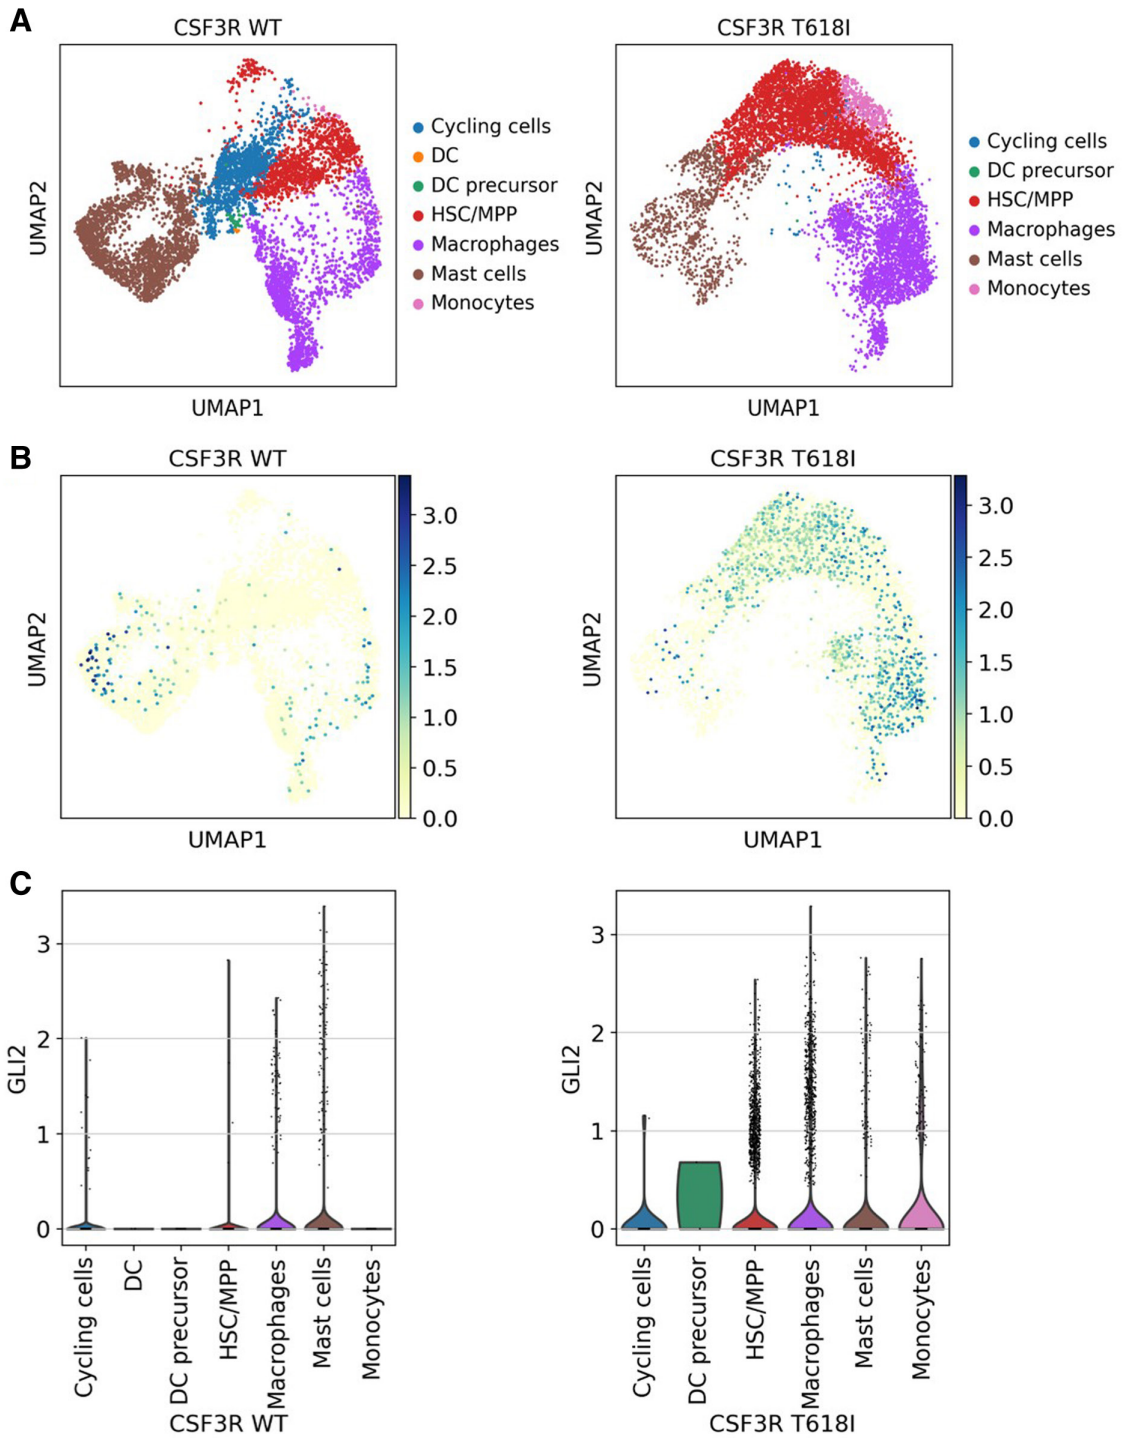 A
CSF3R WT
CSF3R T618I
UMAP2
Cycling cells
DC
DC precursor
HSC/MPP
Macrophages
Mast cells
Monocytes
UMAP1
UMAP2
Cycling cells
DC precursor
HSC/MPP
Macrophages
Mast cells
Monocytes
UMAP1
B
CSF3R WT
CSF3R T618I
UMAP2
3.0
2.5
2.0
1.5
1.0
0.5
0.0
UMAP1
UMAP2
3.0
2.5
2.0
1.5
1.0
0.5
0.0
UMAP1
C
GLI2
3
2
1
0
Cycling cells
DC
DC precursor
HSC/MPP
Macrophages
Mast cells
Monocytes
CSF3R WT
GLI2
3
2
1
0
Cycling cells
DC precursor
HSC/MPP
Macrophages
Mast cells
Monocytes
CSF3R T618I